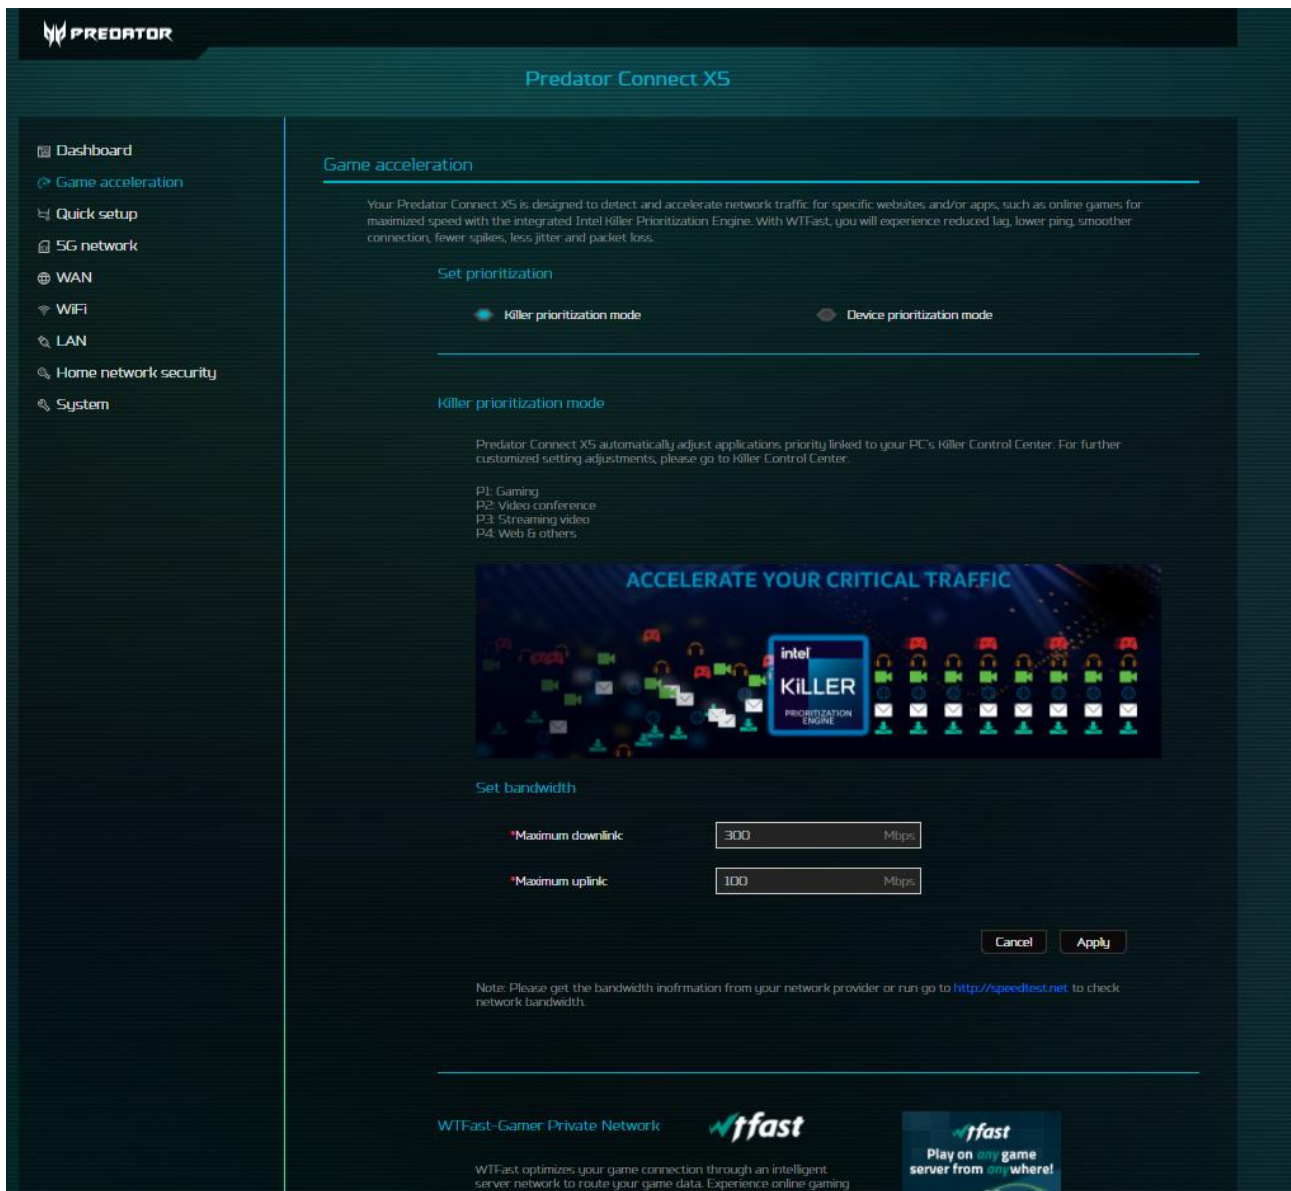 PREDATOR
Predator Connect X5
Dashboard
Game acceleration
Quick setup
5G network
WAN
WiFi
LAN
Home network security
System
Game acceleration
Your Predator Connect X5 is designed to detect and accelerate network traffic for specific websites and/or apps, such as online games for
maximized speed with the integrated Intel Killer Prioritization Engine. With WTFast, you will experience reduced lag, lower ping, smoother
connection, fewer spikes, less jitter and packet loss.
Set prioritization
Killer prioritization mode
Device prioritization mode
Killer prioritization mode
Predator Connect X5 automatically adjust applications priority linked to your PC's Killer Control Center. For further
customized setting adjustments, please go to Killer Control Center.
P1: Gaming
P2: Video conference
P3: Streaming video
P4: Web & others
ACCELERATE YOUR CRITICAL TRAFFIC
intel
KiLLER
PRIORITIZATION
ENGINE
Set bandwidth
*Maximum downlink: 300 Mbps
*Maximum uplink: 100 Mbps
Cancel Apply
Note: Please get the bandwidth inofrmation from your network provider or run go to http://speedtest.net to check
network bandwidth.
WTFast-Gamer Private Network
wtfast
WTFast optimizes your game connection through an intelligent
server network to route your game data. Experience online gaming
wtfast
Play on any game
server from anywhere!